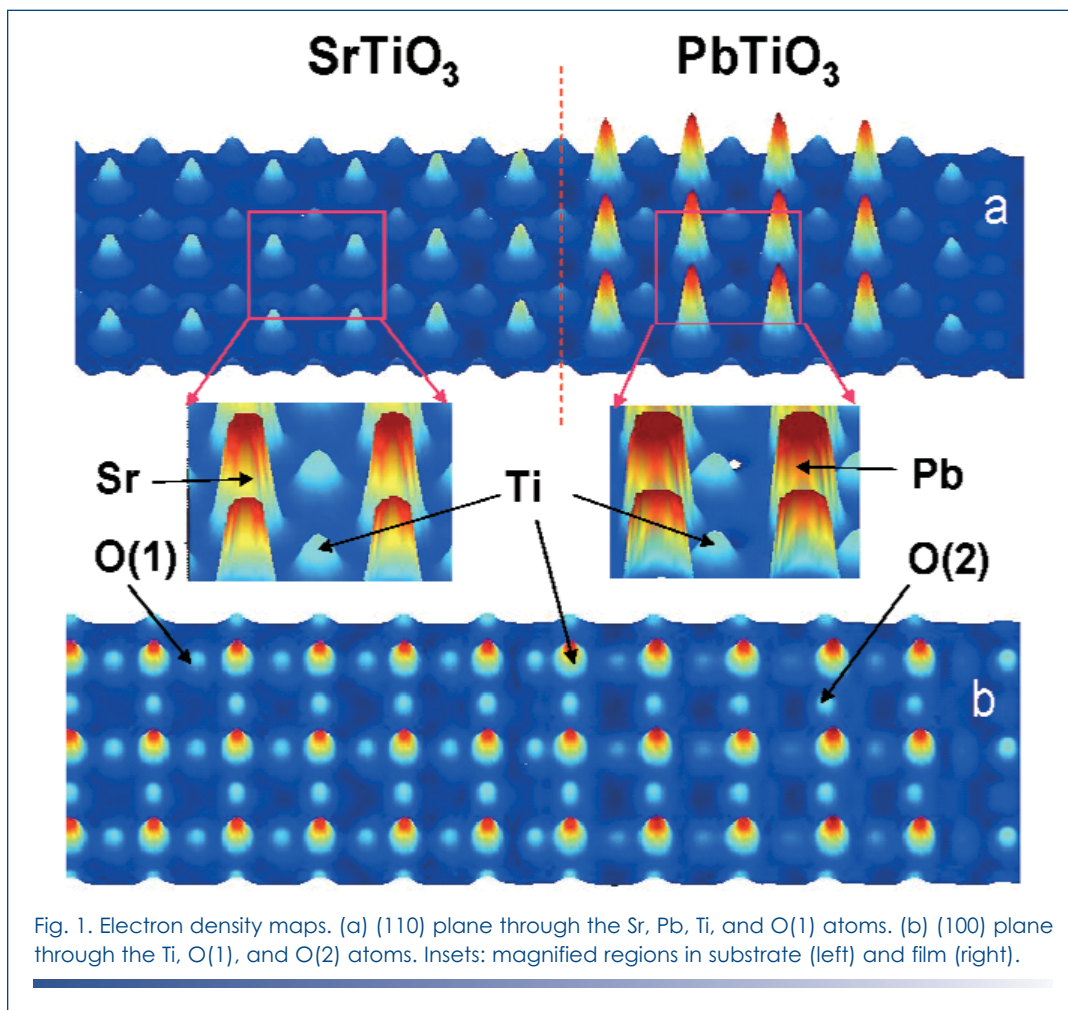 SrTiO₃ PbTiO₃
a
Sr Ti Pb
O(1) O(2)
b
Fig. 1. Electron density maps. (a) (110) plane through the Sr, Pb, Ti, and O(1) atoms. (b) (100) plane
through the Ti, O(1), and O(2) atoms. Insets: magnified regions in substrate (left) and film (right).